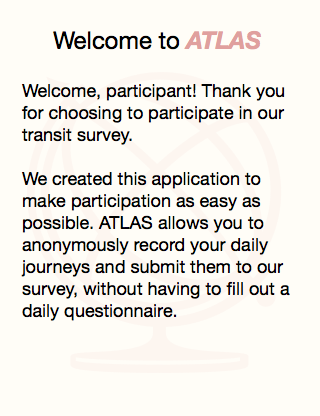 Welcome to ATLAS
Welcome, participant! Thank you
for choosing to participate in our
transit survey.
We created this application to
make participation as easy as
possible. ATLAS allows you to
anonymously record your daily
journeys and submit them to our
survey, without having to fill out a
daily questionnaire.